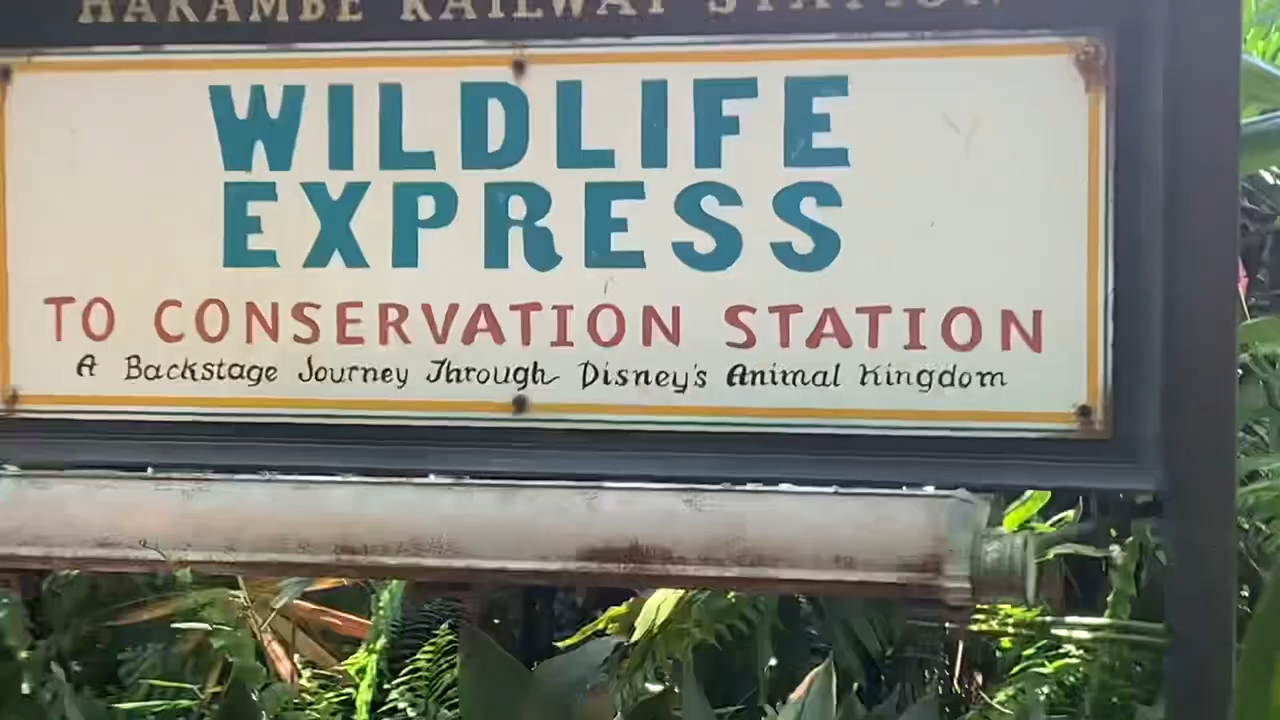 HARAMBE RAILWAY STATION
WILDLIFE
EXPRESS
TO CONSERVATION STATION
A Backstage Journey Through Disney's Animal Kingdom